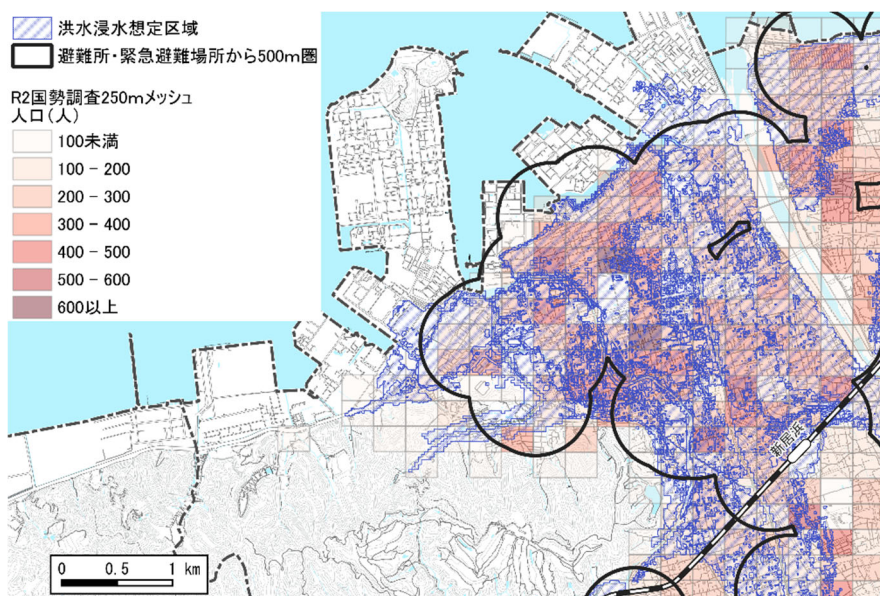 洪水浸水想定区域
避難所・緊急避難場所から500m圏
R2国勢調査250mメッシュ
人口(人)
100未満
100 - 200
200 - 300
300 - 400
400 - 500
500 - 600
600以上
新居浜
0 0.5 1 km